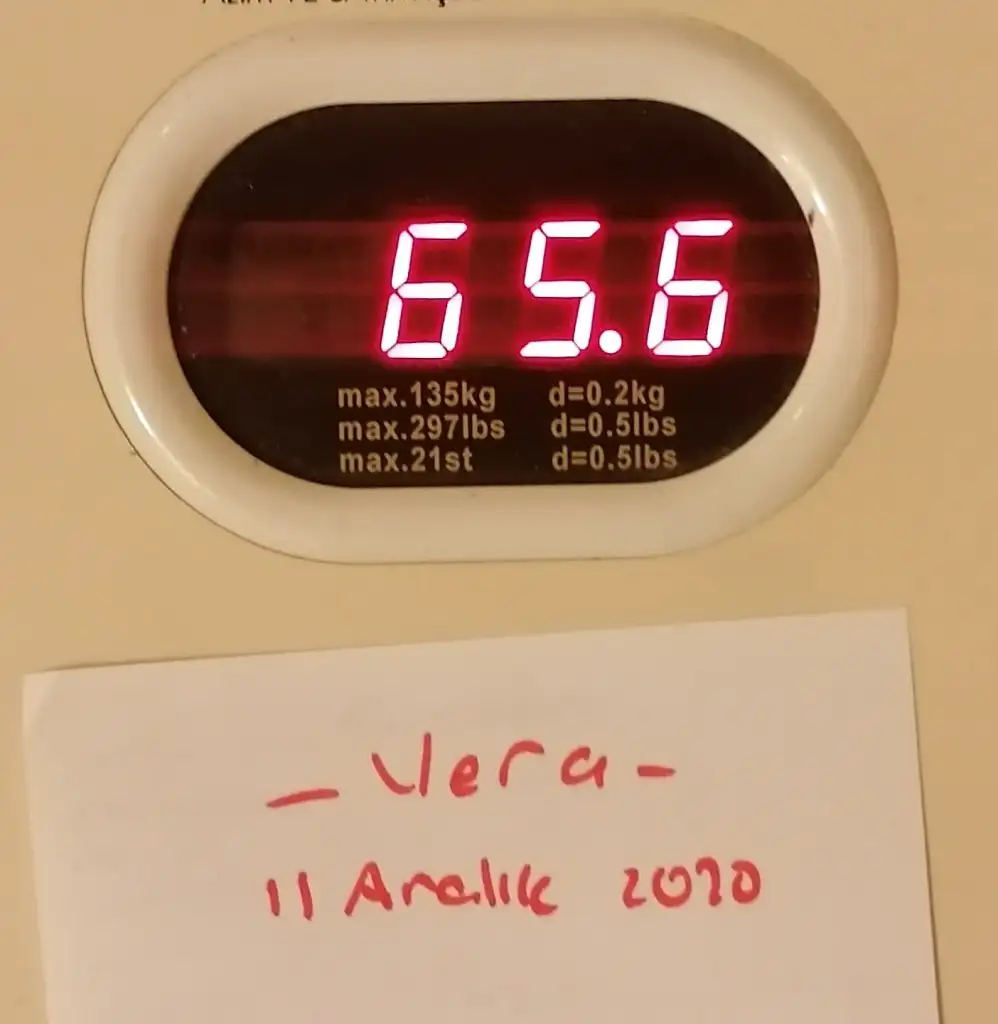 65.6
max.135kg d=0.2kg
max.297lbs d=0.5lbs
max.21st d=0.5lbs
- Vera -
11 Aralık 2020